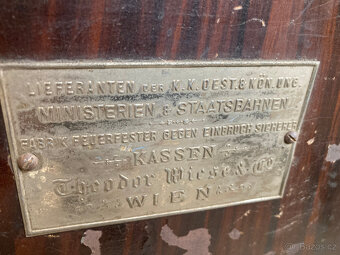 LIEFERANTEN DER K.K. OEST. & KÖN. UNG.
MINISTERIEN & STAATSBAHNEN
FABRIK FEUERFESTER GEGEN EINBRUCH SICHERER
KASSEN
Theodor Wiese & Co
WIEN